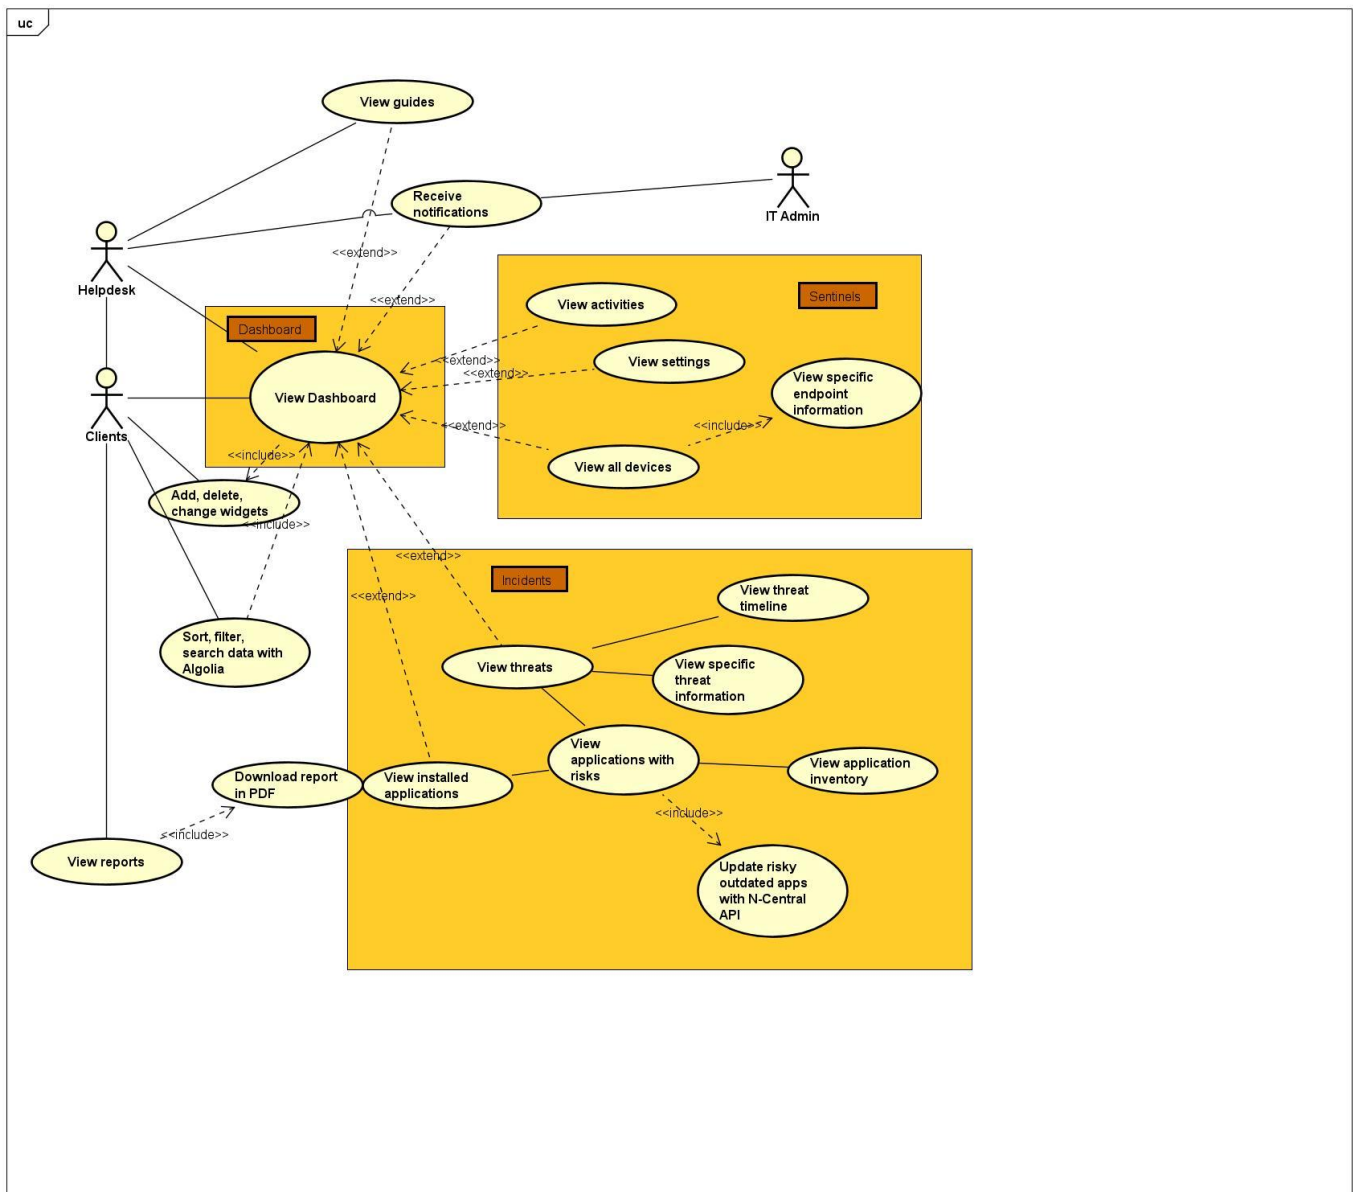 uc
View guides
Receive
notifications
IT Admin
Helpdesk
<<extend>>
<<extend>>
Dashboard
View Dashboard
Sentinels
View activities
View settings
<<extend>>
<<extend>>
View specific
endpoint
information
<<extend>>
<<include>>
View all devices
Clients
<<include>>
Add, delete,
change widgets
<<include>>
Sort, filter,
search data with
Algolia
<<extend>>
<<extend>>
Incidents
View threat
timeline
View threats
View specific
threat
information
View
applications with
risks
View application
inventory
View installed
applications
Download report
in PDF
<<include>>
<<include>>
View reports
Update risky
outdated apps
with N-Central
API